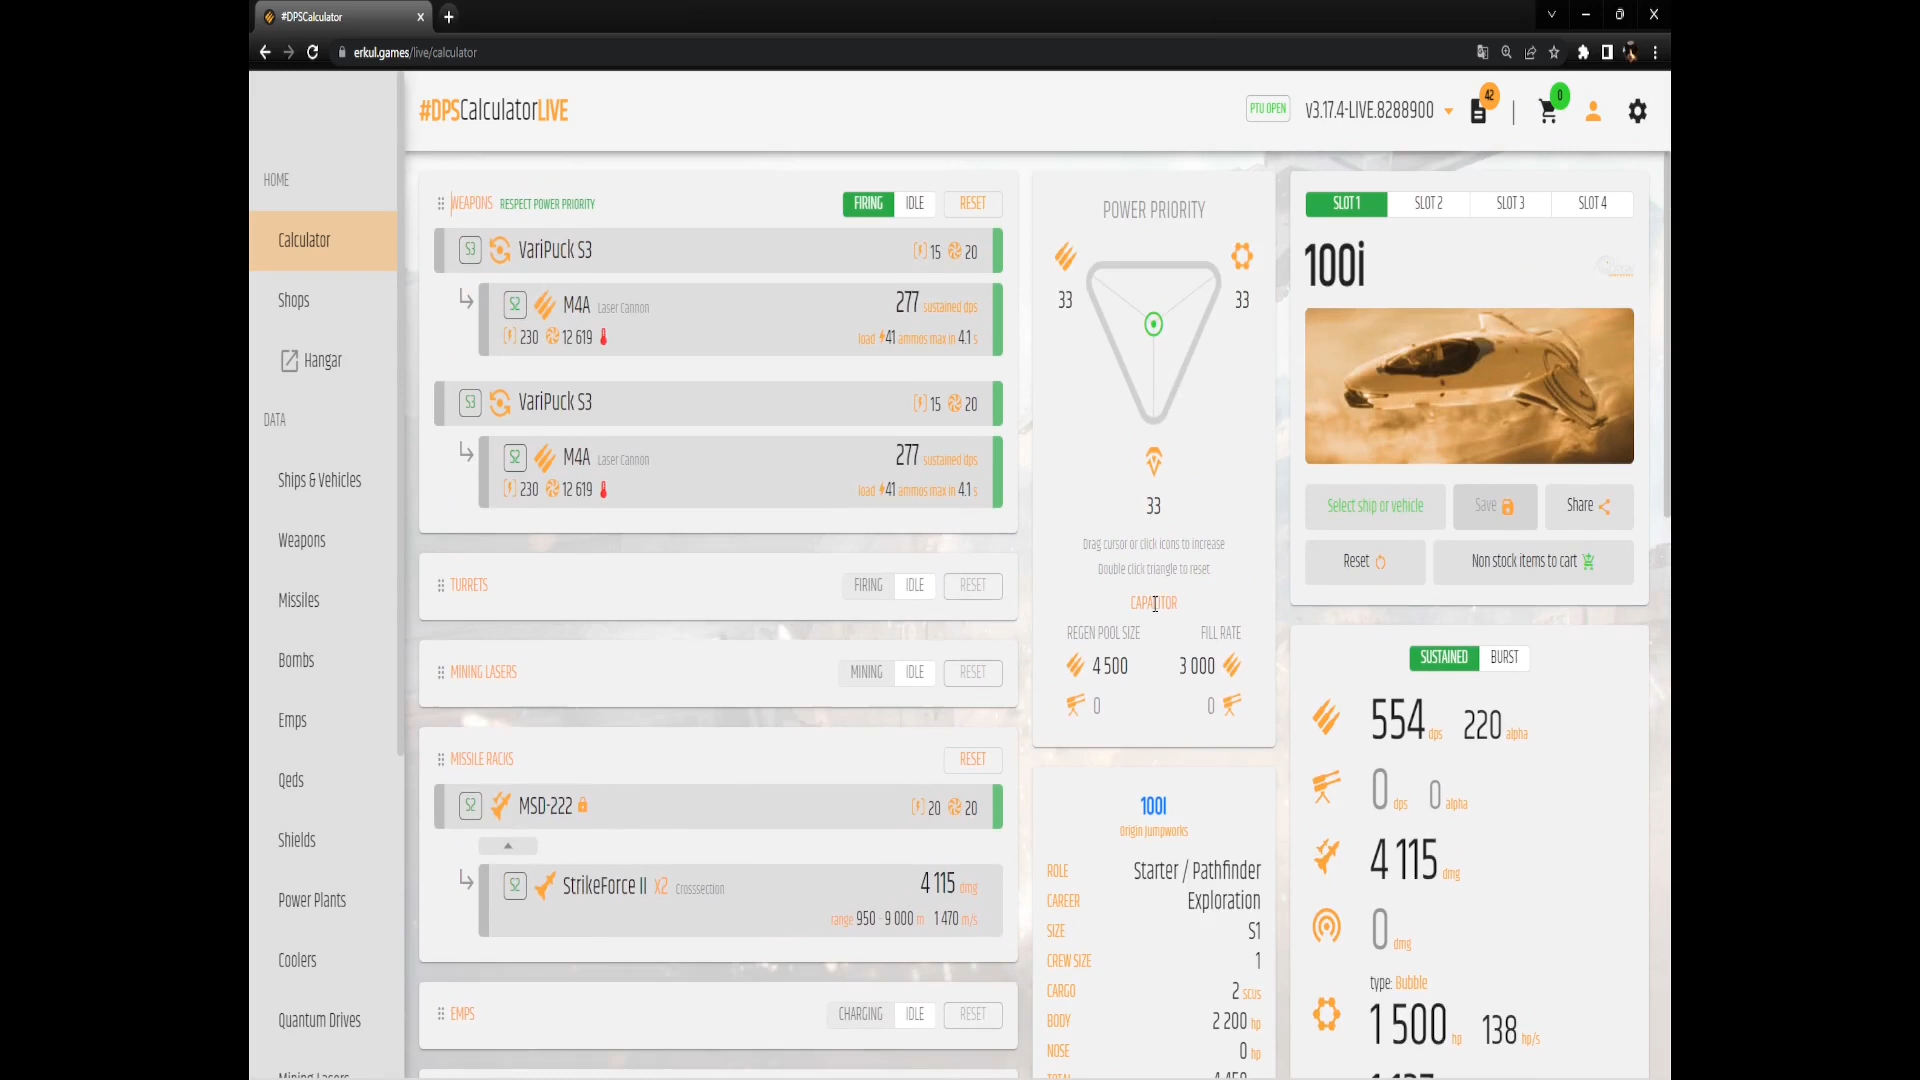 #DPSCalculator
erkul.games/live/calculator
#DPSCalculatorLIVE
PTU OPEN
v3.17.4-LIVE.8288900
42
0
HOME
Calculator
Shops
Hangar
DATA
Ships & Vehicles
Weapons
Missiles
Bombs
Emps
Qeds
Shields
Power Plants
Coolers
Quantum Drives
Mining Lasers
WEAPONS RESPECT POWER PRIORITY
FIRING IDLE RESET
S3 VariPuck S3 15 20
S2 M4A Laser Cannon 277 sustained dps
230 12 619 load 41 ammos max in 4.1 s
S3 VariPuck S3 15 20
S2 M4A Laser Cannon 277 sustained dps
230 12 619 load 41 ammos max in 4.1 s
TURRETS FIRING IDLE RESET
MINING LASERS MINING IDLE RESET
MISSILE RACKS RESET
S2 MSD-222 20 20
S2 StrikeForce II X2 Crosssection 4 115 dmg
range 950 - 9 000 m 1 470 m/s
EMPS CHARGING IDLE RESET
POWER PRIORITY
33 33
33
Drag cursor or click icons to increase
Double click triangle to reset
CAPACITOR
REGEN POOL SIZE FILL RATE
4 500 3 000
0 0
100I
Origin Jumpworks
ROLE Starter / Pathfinder
CAREER Exploration
SIZE S1
CREW SIZE 1
CARGO 2 SCUS
BODY 2 200 hp
NOSE 0 hp
TOTAL 4 450
SLOT 1 SLOT 2 SLOT 3 SLOT 4
100i
Select ship or vehicle Save Share
Reset Non stock items to cart
SUSTAINED BURST
554 dps 220 alpha
0 dps 0 alpha
4 115 dmg
0 dmg
type: Bubble
1 500 hp 138 hp/s